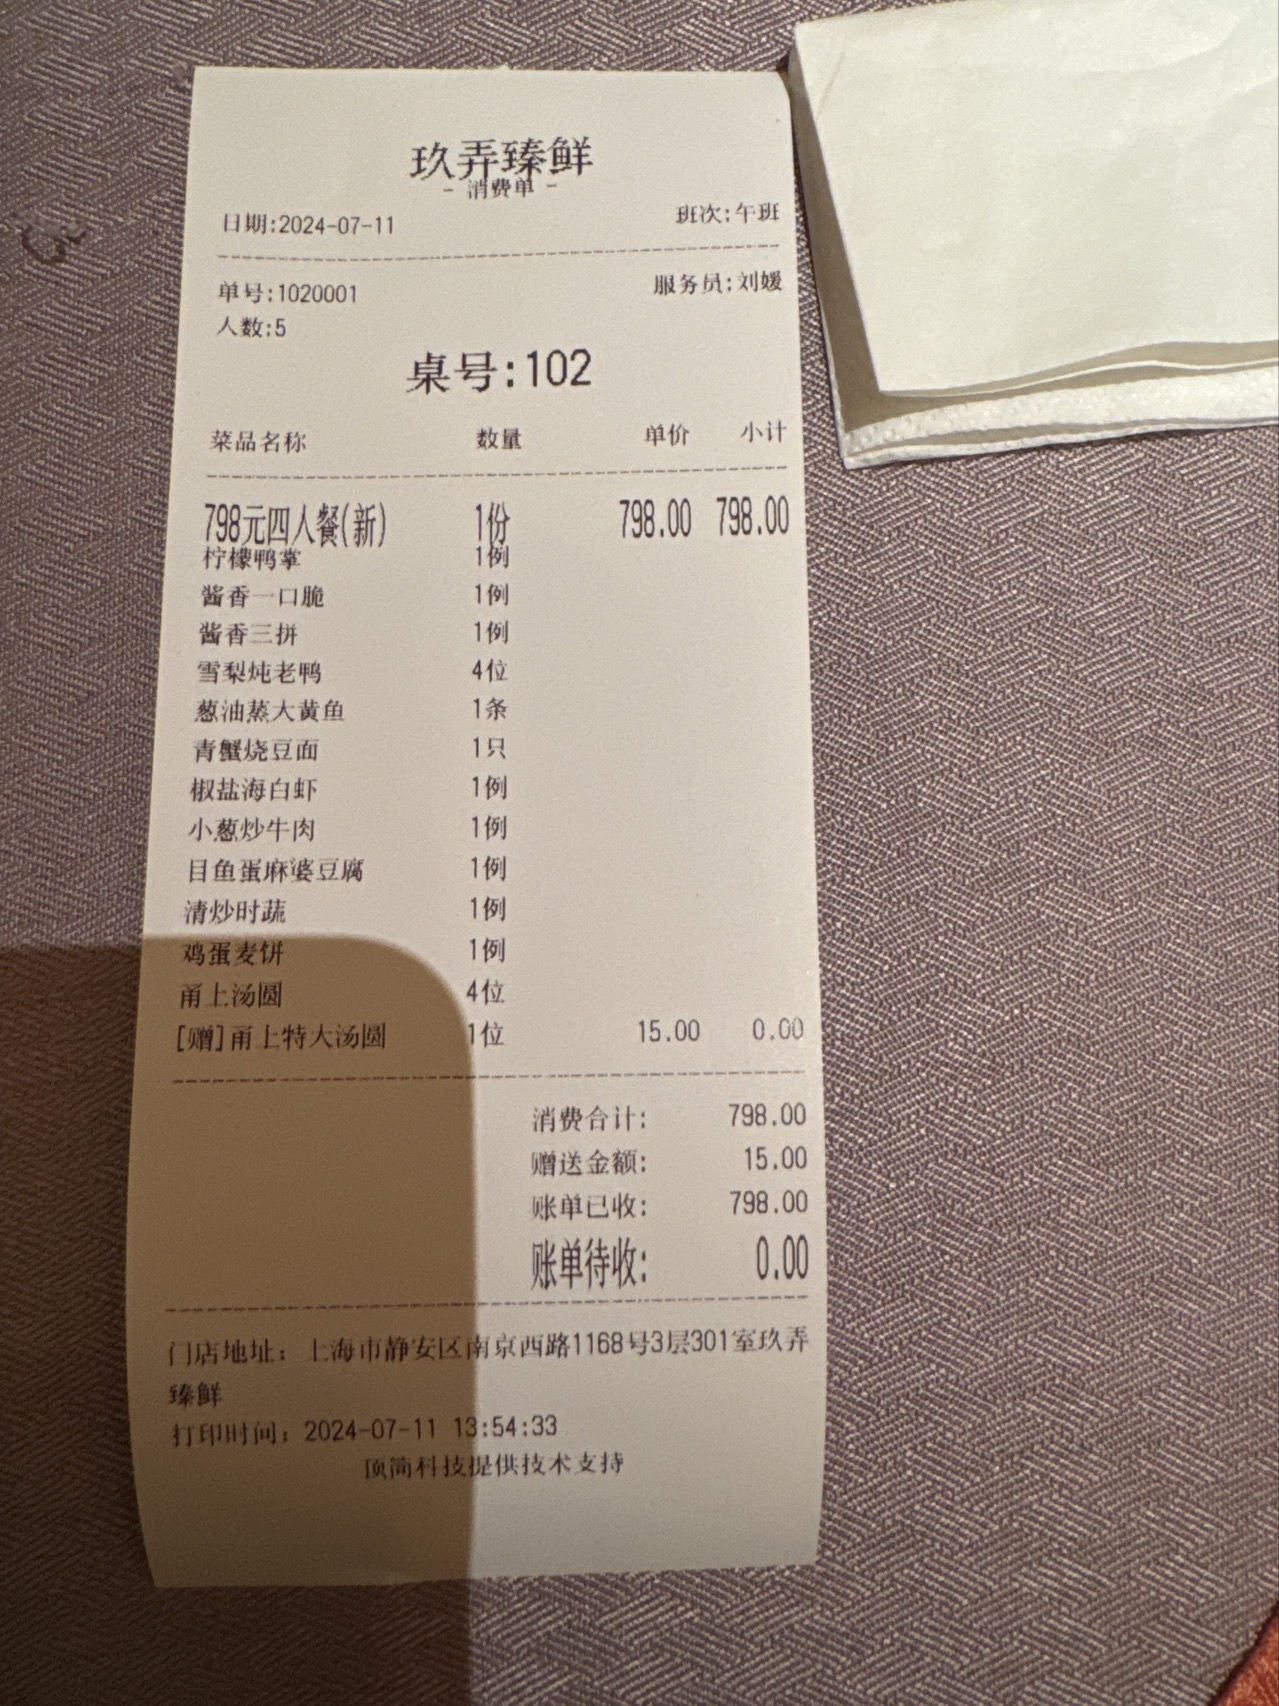 玖弄臻鲜
- 消费单 -
日期:2024-07-11 班次:午班
单号:1020001 服务员:刘媛
人数:5
桌号:102
菜品名称 数量 单价 小计
798元四人餐(新) 1份 798.00 798.00
柠檬鸭掌 1例
酱香一口脆 1例
酱香三拼 1例
雪梨炖老鸭 4位
葱油蒸大黄鱼 1条
青蟹烧豆面 1只
椒盐海白虾 1例
小葱炒牛肉 1例
目鱼蛋麻婆豆腐 1例
清炒时蔬 1例
鸡蛋麦饼 1例
甬上汤圆 4位
[赠]甬上特大汤圆 1位 15.00 0.00
消费合计: 798.00
赠送金额: 15.00
账单已收: 798.00
账单待收: 0.00
门店地址：上海市静安区南京西路1168号3层301室玖弄
臻鲜
打印时间：2024-07-11 13:54:33
顶简科技提供技术支持